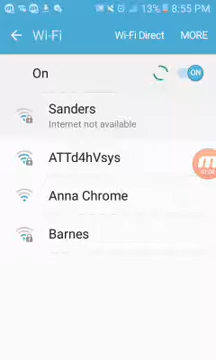 13% 8:55 PM
Wi-Fi Wi-Fi Direct MORE
On ON
Sanders
Internet not available
ATTd4hVsys
Anna Chrome
Barnes